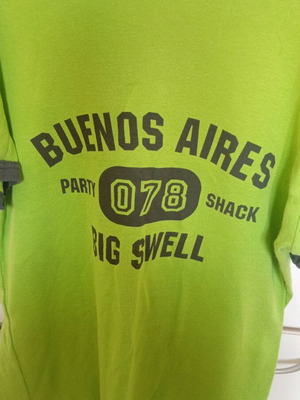 BUENOS AIRES
PARTY 078 SHACK
BIG SWELL